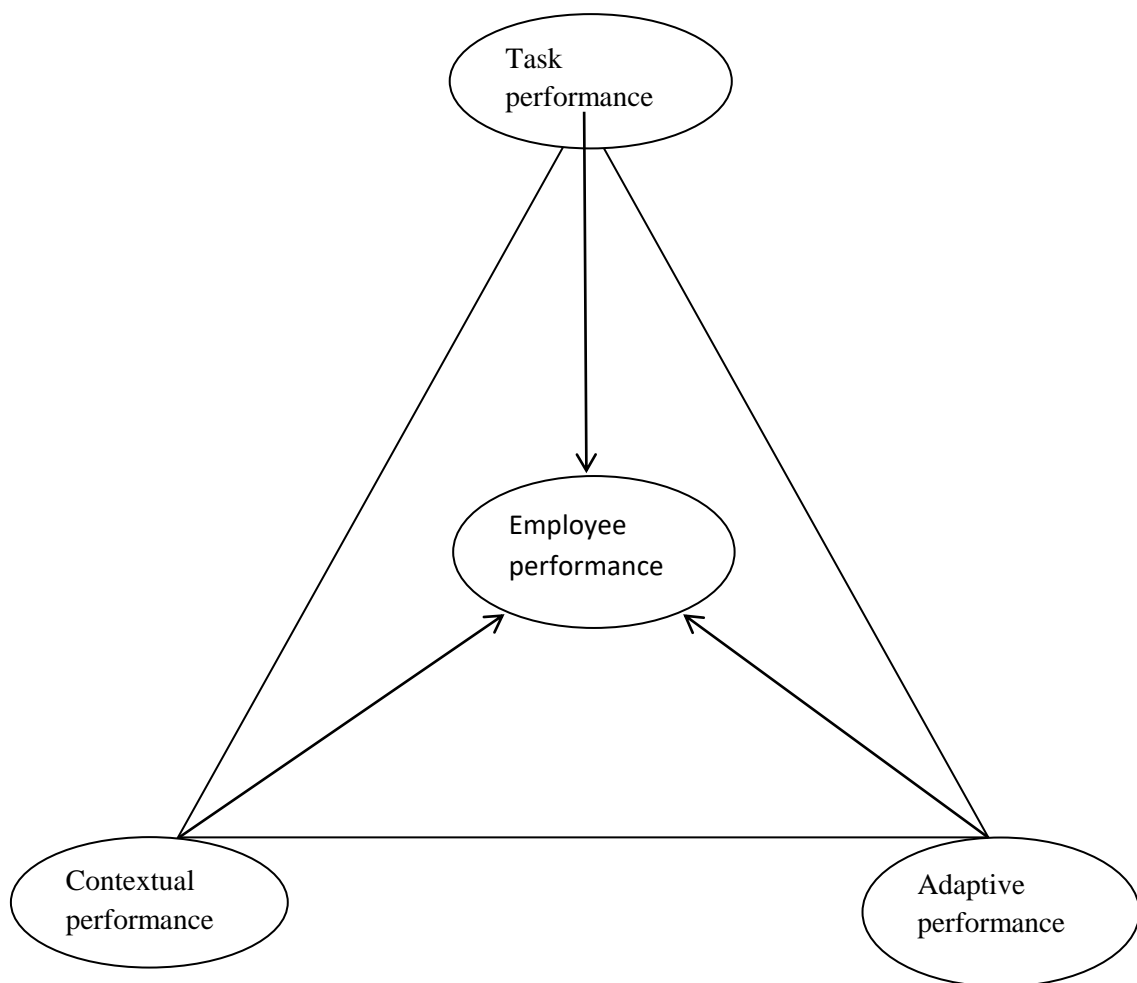 Task
performance
Employee
performance
Contextual
performance
Adaptive
performance